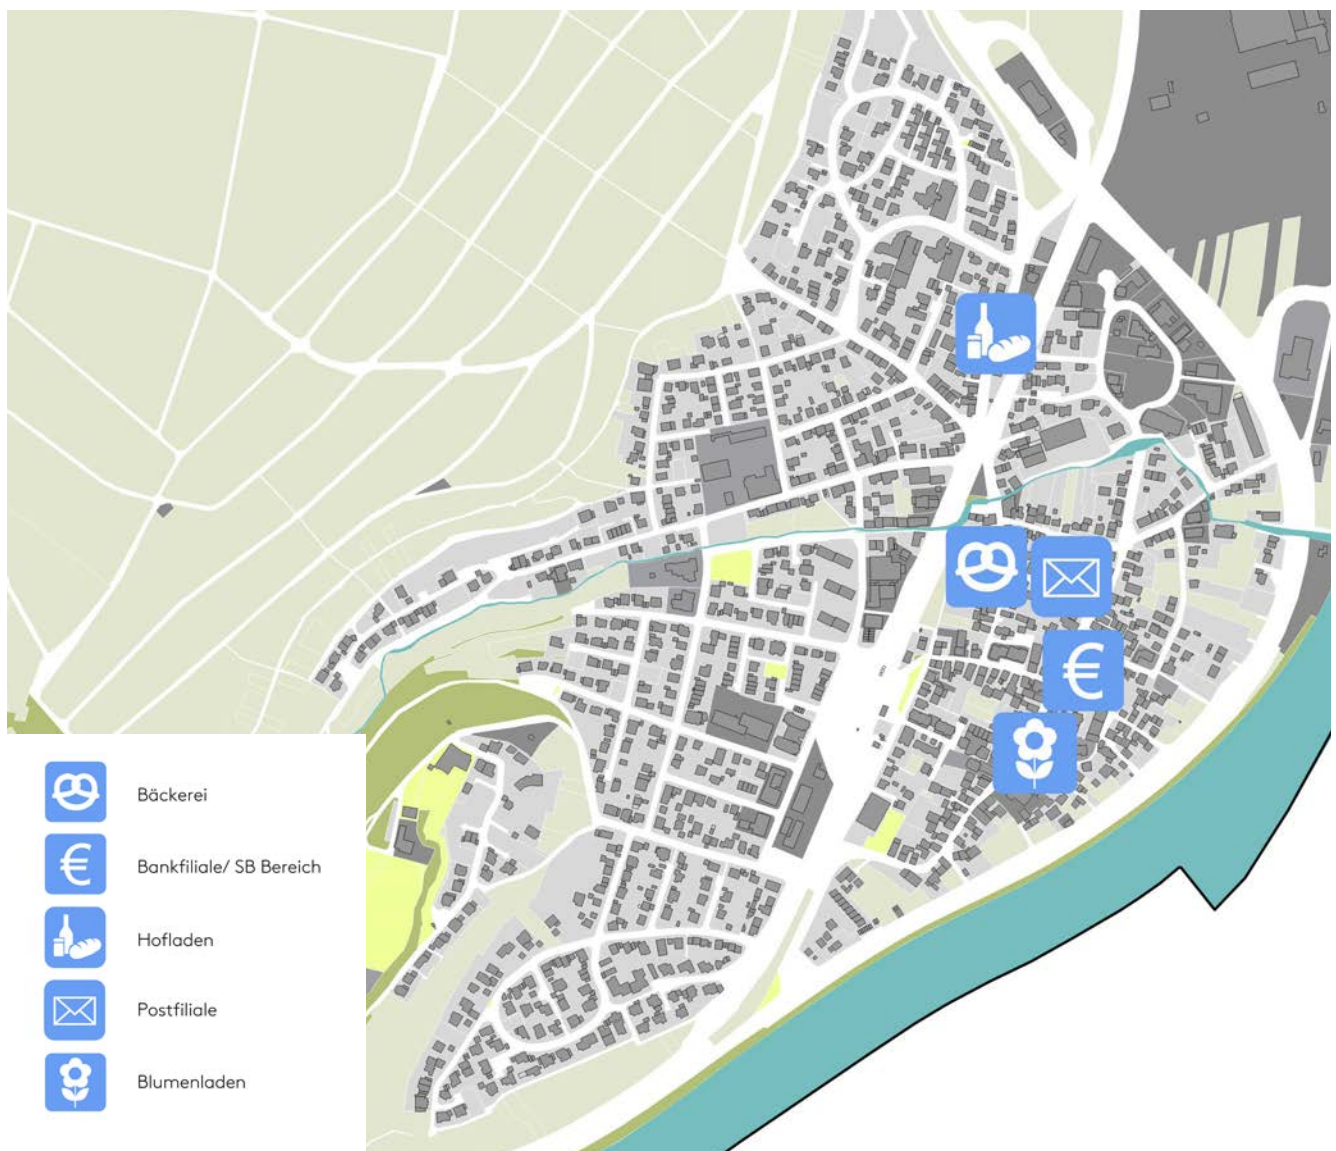 Bäckerei
€
Bankfiliale/ SB Bereich
Hofladen
Postfiliale
Blumenladen
€